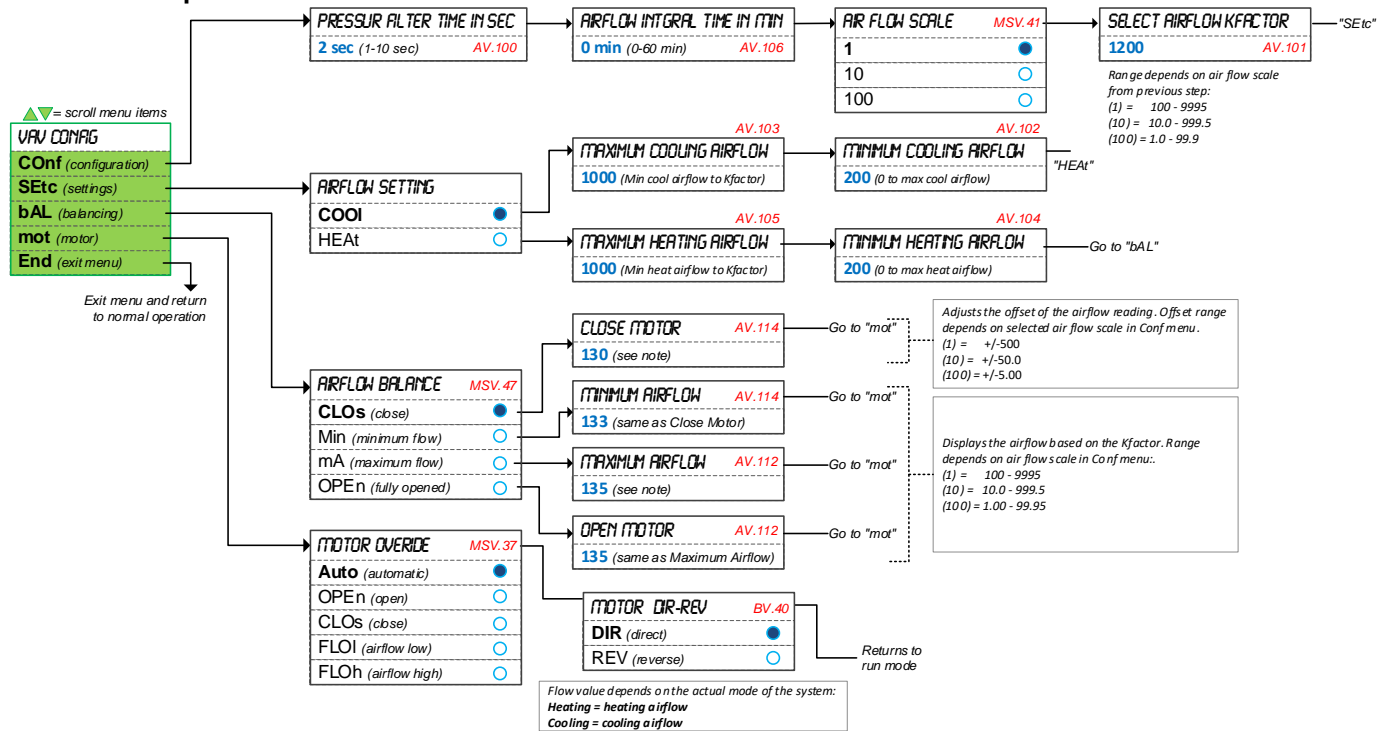 PRESSUR FILTER TIME IN SEC
2 sec (1-10 sec) AV.100
AIRFLOW INTGRAL TIME IN MIN
0 min (0-60 min) AV.106
AIR FLOW SCALE MSV.41
1
10
100
SELECT AIRFLOW KFACTOR
1200 AV.101
"SEtc"
Range depends on air flow scale
from previous step:
(1) = 100 - 9995
(10) = 10.0 - 999.5
(100) = 1.0 - 99.9
▲▼= scroll menu items
VAV CONFIG
COnf (configuration)
SEtc (settings)
bAL (balancing)
mot (motor)
End (exit menu)
Exit menu and return
to normal operation
AIRFLOW SETTING
COOl
HEAt
AV.103
MAXIMUM COOLING AIRFLOW
1000 (Min cool airflow to Kfactor)
AV.102
MINIMUM COOLING AIRFLOW
200 (0 to max cool airflow)
"HEAt"
AV.105
MAXIMUM HEATING AIRFLOW
1000 (Min heat airflow to Kfactor)
AV.104
MINIMUM HEATING AIRFLOW
200 (0 to max heat airflow)
Go to "bAL"
AIRFLOW BALANCE MSV.47
CLOs (close)
Min (minimum flow)
mA (maximum flow)
OPEn (fully opened)
CLOSE MOTOR AV.114
130 (see note)
Go to "mot"
MINIMUM AIRFLOW AV.114
133 (same as Close Motor)
Go to "mot"
MAXIMUM AIRFLOW AV.112
135 (see note)
Go to "mot"
OPEN MOTOR AV.112
135 (same as Maximum Airflow)
Go to "mot"
Adjusts the offset of the airflow reading. Offset range
depends on selected air flow scale in Conf menu.
(1) = +/-500
(10) = +/-50.0
(100) = +/-5.00
Displays the airflow based on the Kfactor. Range
depends on air flow scale in Conf menu:.
(1) = 100 - 9995
(10) = 10.0 - 999.5
(100) = 1.00 - 99.95
MOTOR OVERIDE MSV.37
Auto (automatic)
OPEn (open)
CLOs (close)
FLOl (airflow low)
FLOh (airflow high)
MOTOR DIR-REV BV.40
DIR (direct)
REV (reverse)
Returns to
run mode
Flow value depends on the actual mode of the system:
Heating = heating airflow
Cooling = cooling airflow